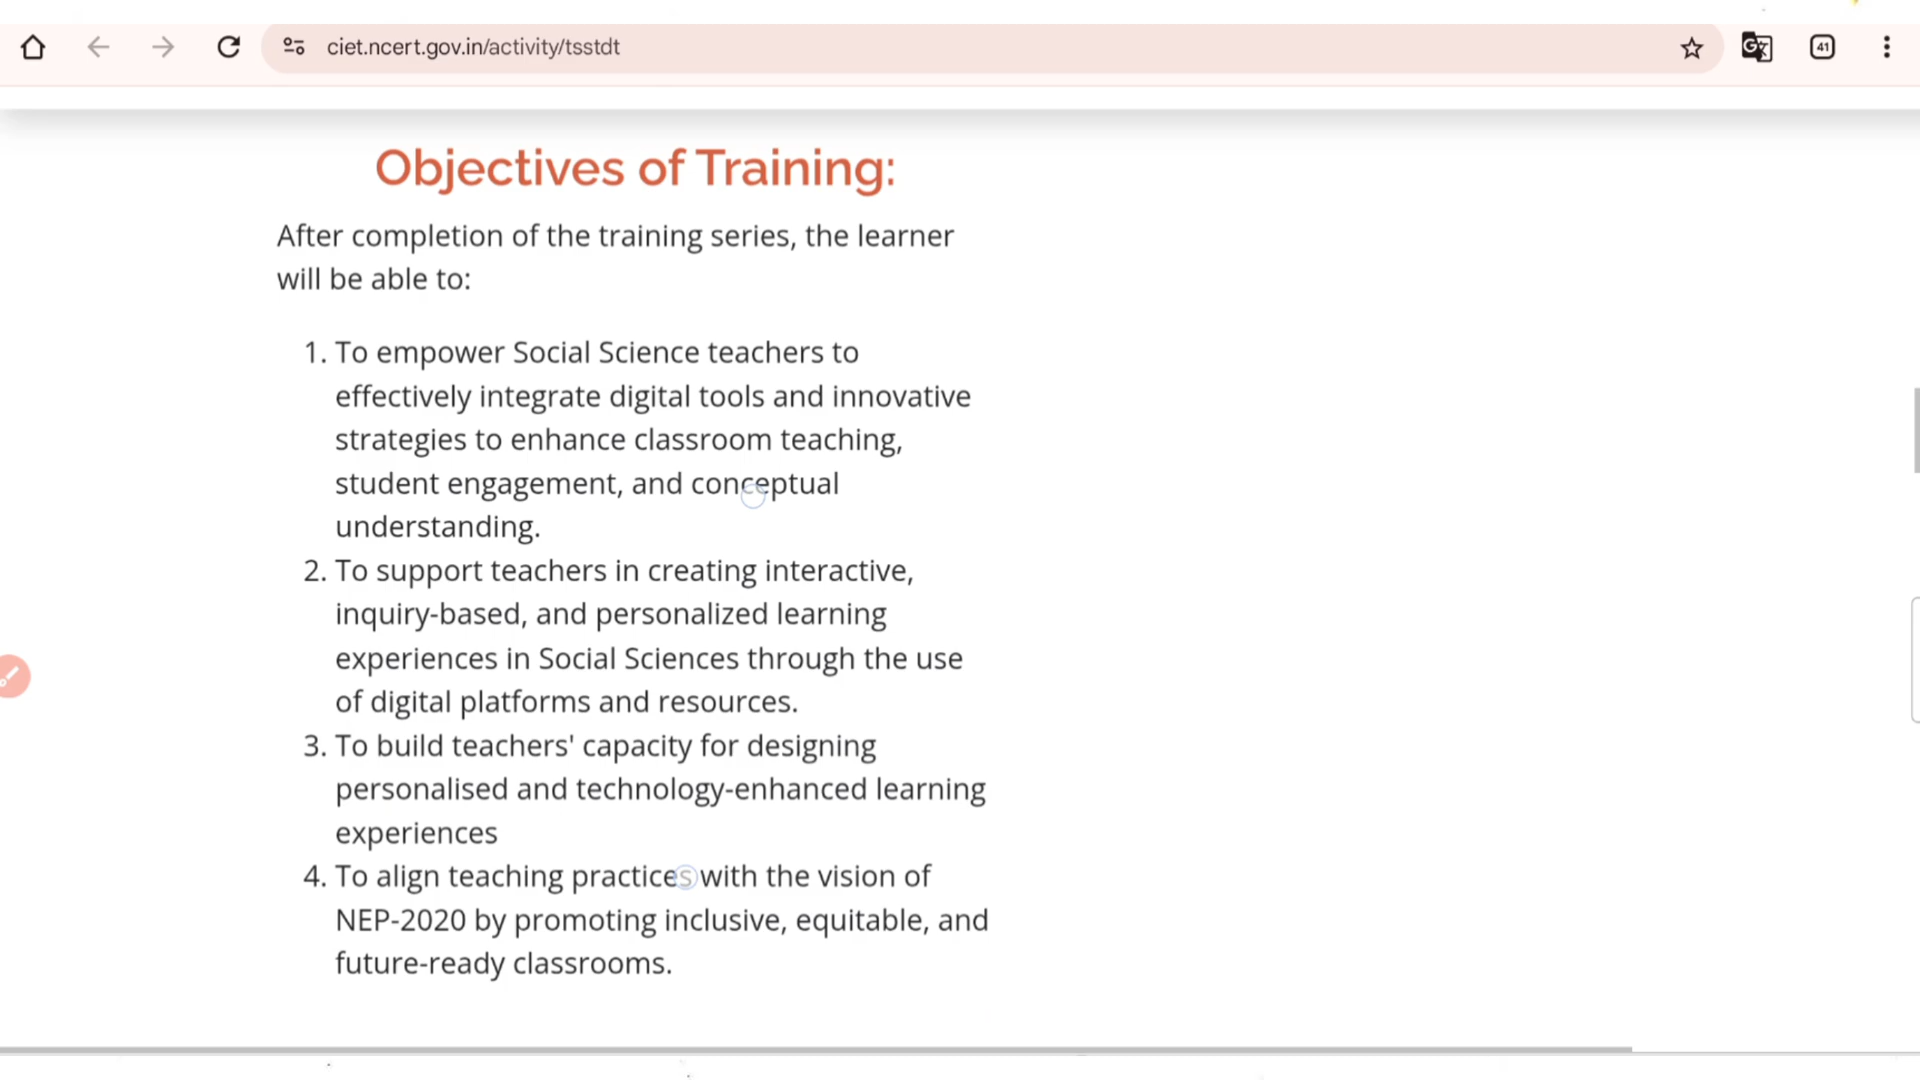 ciet.ncert.gov.in/activity/tsstdt
41
Objectives of Training:
After completion of the training series, the learner
will be able to:
1. To empower Social Science teachers to
effectively integrate digital tools and innovative
strategies to enhance classroom teaching,
student engagement, and conceptual
understanding.
2. To support teachers in creating interactive,
inquiry-based, and personalized learning
experiences in Social Sciences through the use
of digital platforms and resources.
3. To build teachers' capacity for designing
personalised and technology-enhanced learning
experiences
4. To align teaching practices with the vision of
NEP-2020 by promoting inclusive, equitable, and
future-ready classrooms.